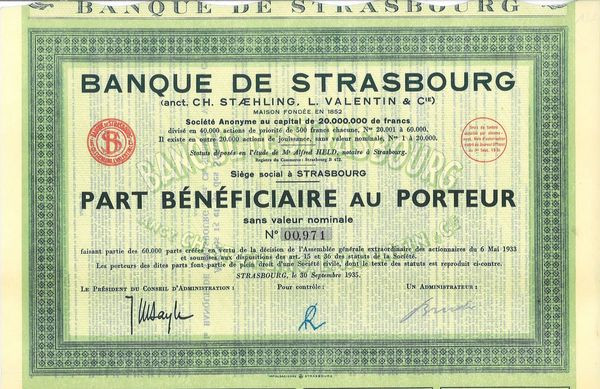 BANQUE DE STRASBOURG
BANQUE DE STRASBOURG
(anct. CH. STÆHLING, L. VALENTIN & CIE)
MAISON FONDÉE EN 1852
Société Anonyme au capital de 20.000.000 de francs
divisé en 40.000 actions de priorité de 500 francs chacune, Nos 20.001 à 60.000.
Il existe en outre 20.000 actions de jouissance, sans valeur nominale, Nos 1 à 20.000.
Statuts déposés en l'étude de Me Alfred HELD, notaire à Strasbourg.
Registre du Commerce: Strasbourg B 472.
Siège social à STRASBOURG
PART BÉNÉFICIAIRE AU PORTEUR
sans valeur nominale
No 00,971
faisant partie des 60.000 parts créées en vertu de la décision de l'Assemblée générale extraordinaire des actionnaires du 6 Mai 1933
et soumises aux dispositions des art. 15 et 36 des statuts de la Société.
Les porteurs des dites parts font partie de plein droit d'une Société civile, dont le texte des statuts est reproduit ci-contre.
STRASBOURG, le 30 Septembre 1935.
LE PRÉSIDENT DU CONSEIL D'ADMINISTRATION:
Pour contrôle:
UN ADMINISTRATEUR: